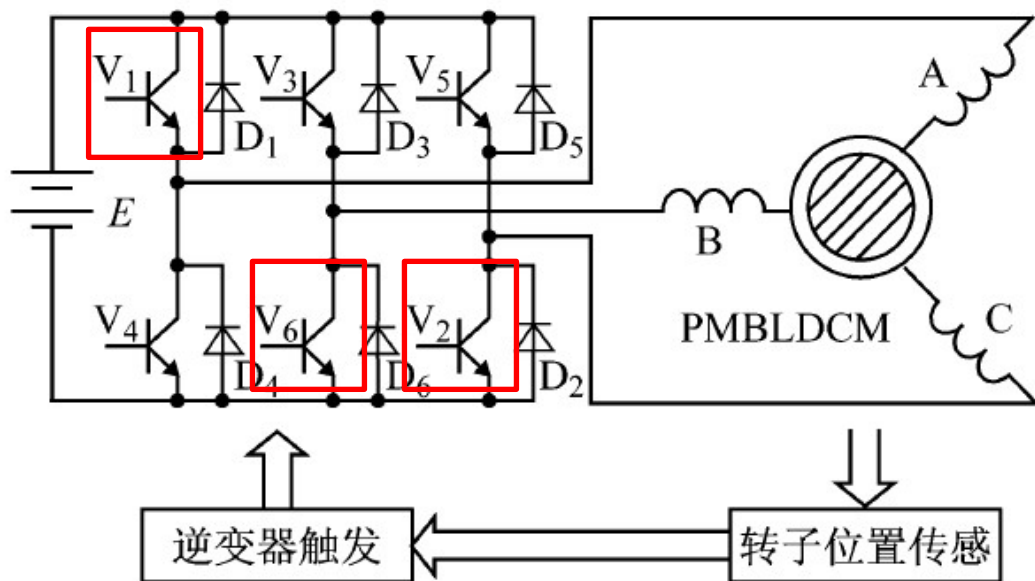 V1 V3 V5
D1 D3 D5
A
E
B
V4 V6 V2
PMBLDCM
C
D4 D6 D2
逆变器触发
转子位置传感